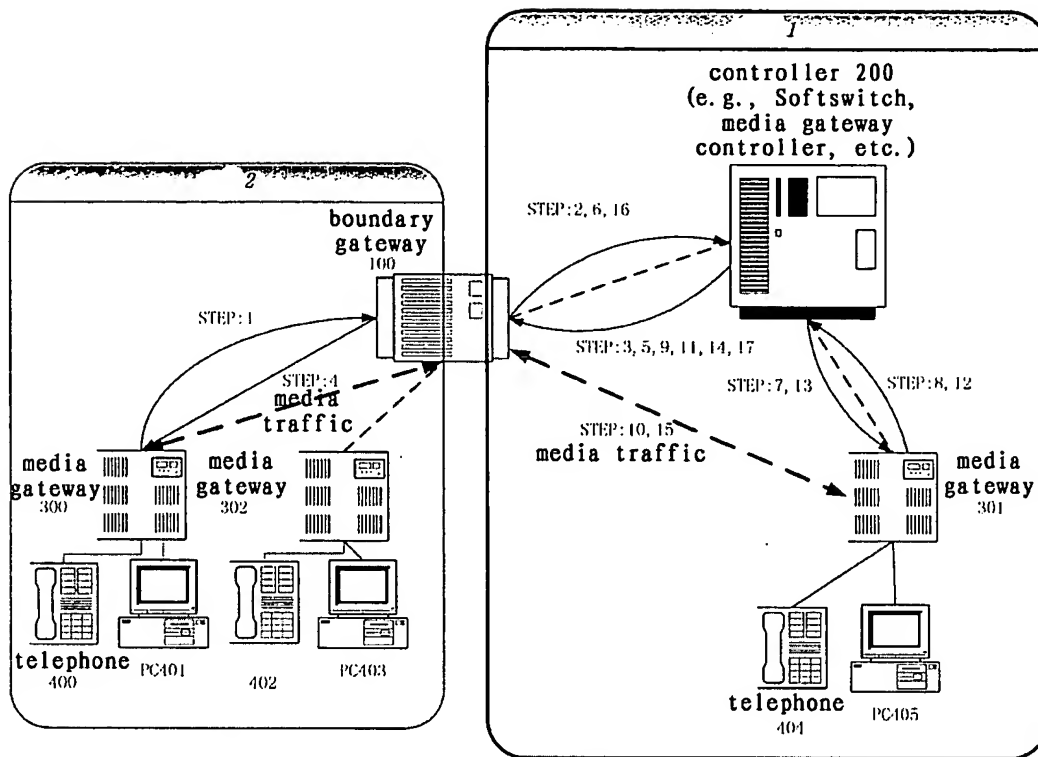 1
controller 200
(e.g., Softswitch,
media gateway
controller, etc.)
2
boundary
gateway
100
STEP:2, 6, 16
STEP:1
STEP:3, 5, 9, 11, 14, 17
STEP:4
media
traffic
STEP:7, 13
STEP:8, 12
STEP:10, 15
media traffic
media
gateway
300
media
gateway
302
media
gateway
301
telephone
400
PC401
402
PC403
telephone
404
PC405